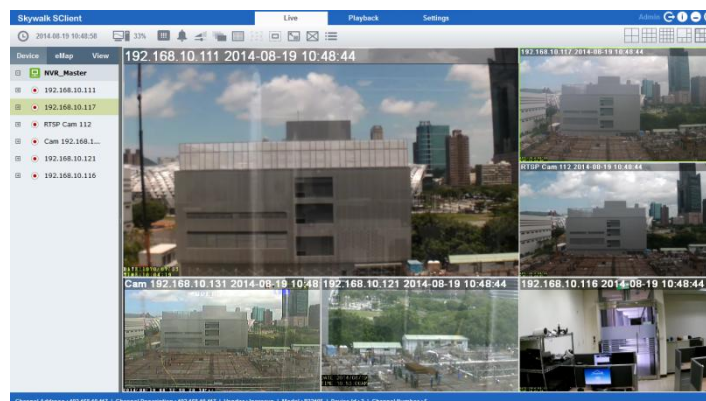 Skywalk SClient
Live
Playback
Settings
Admin
2014-08-19 10:48:58
33%
Device
eMap
View
NVR_Master
192.168.10.111
192.168.10.117
RTSP Cam 112
Cam 192.168.1...
192.168.10.121
192.168.10.116
192.168.10.111 2014-08-19 10:48:44
192.168.10.117 2014-08-19 10:48:44
RTSP Cam 112 2014-08-19 10:48:44
Cam 192.168.10.131 2014-08-19 10:48
192.168.10.121 2014-08-19 10:48:44
192.168.10.116 2014-08-19 10:48:44